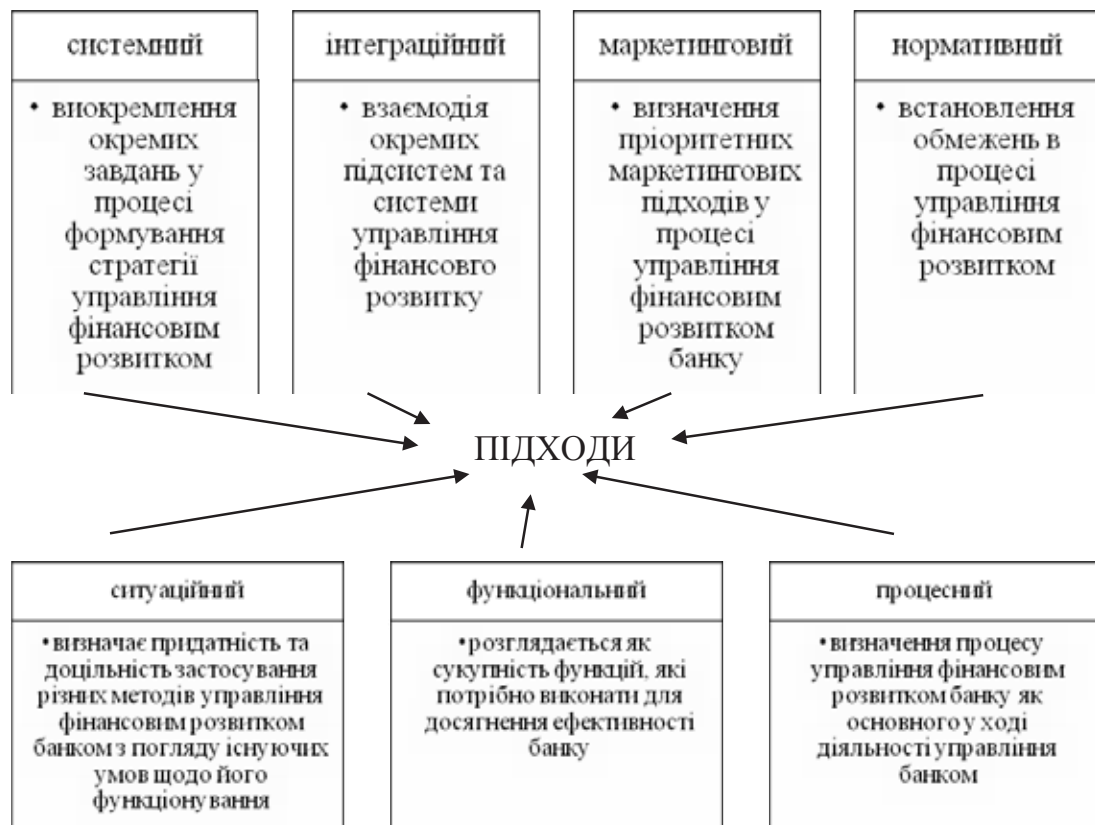 системний
• виокремлення
окремих
завдань у
процесі
формування
стратегії
управління
фінансовим
розвитком
інтеграційний
• взаємодія
окремих
підсистем та
системи
управління
фінансовго
розвитку
маркетинговий
• визначення
пріоритетних
маркетингових
підходів у
процесі
управління
фінансовим
розвитком
банку
нормативний
• встановлення
обмежень в
процесі
управління
фінансовим
розвитком
ПІДХОДИ
ситуаційний
•визначає придатність та
доцільність застосування
різних методів управління
фінансовим розвитком
банком з погляду існуючих
умов щодо його
функціонування
функціональний
•розглядається як
сукупність функцій, які
потрібно виконати для
досягнення ефективності
банку
процесний
•визначення процесу
управління фінансовим
розвитком банку як
основного у ході
діяльності управління
банком